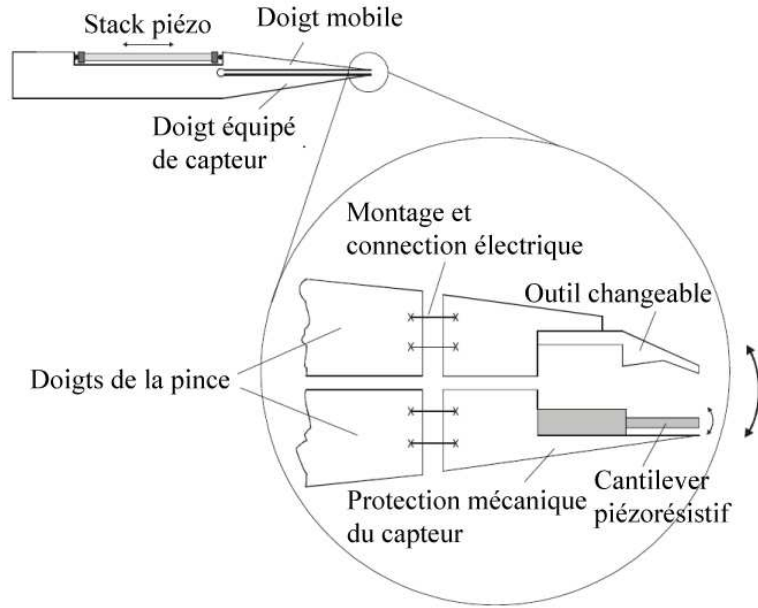 Stack piézo
Doigt mobile
Doigt équipé
de capteur
Montage et
connection électrique
Outil changeable
Doigts de la pince
Cantilever
piézorésistif
Protection mécanique
du capteur